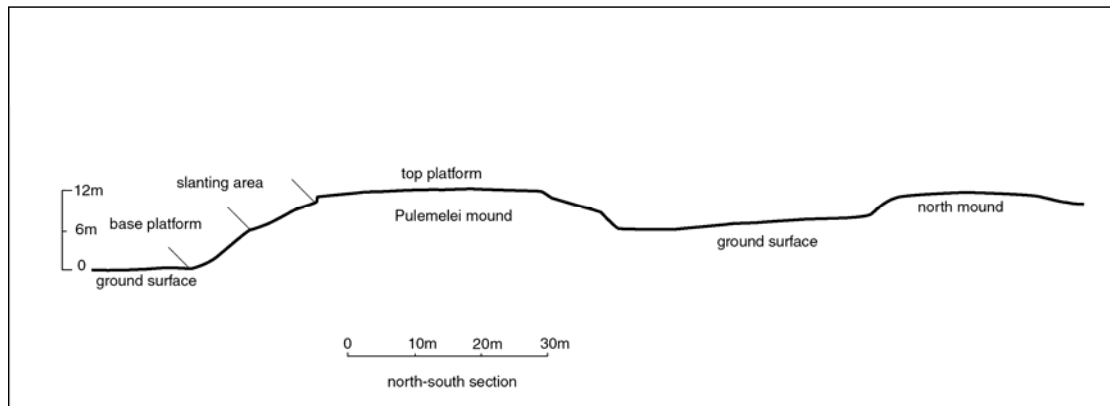 top platform
slanting area
12m
Pulemelei mound
north mound
base platform
6m
ground surface
0
ground surface
0 10m 20m 30m
north-south section